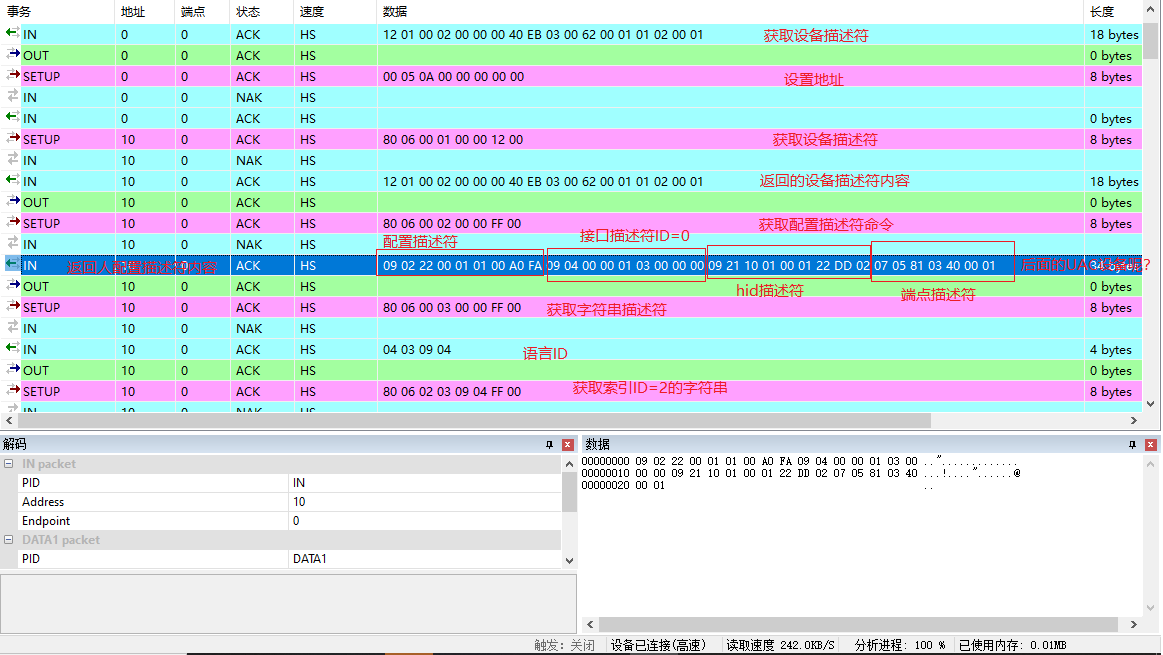 事务 地址 端点 状态 速度 数据 长度
IN 0 0 ACK HS 12 01 00 02 00 00 00 40 EB 03 00 62 00 01 01 02 00 01 获取设备描述符 18 bytes
OUT 0 0 ACK HS 0 bytes
SETUP 0 0 ACK HS 00 05 0A 00 00 00 00 00 设置地址 8 bytes
IN 0 0 NAK HS
IN 0 0 ACK HS 0 bytes
SETUP 10 0 ACK HS 80 06 00 01 00 00 12 00 获取设备描述符 8 bytes
IN 10 0 NAK HS
IN 10 0 ACK HS 12 01 00 02 00 00 00 40 EB 03 00 62 00 01 01 02 00 01 返回的设备描述符内容 18 bytes
OUT 10 0 ACK HS 0 bytes
SETUP 10 0 ACK HS 80 06 00 02 00 00 FF 00 获取配置描述符命令 8 bytes
IN 10 0 NAK HS 配置描述符 接口描述符ID=0
IN 0 ACK HS 09 02 22 00 01 01 00 A0 FA 09 04 00 00 01 03 00 00 00 09 21 10 01 00 01 22 DD 02 07 05 81 03 40 00 01 34 bytes
OUT 10 0 ACK HS hid描述符 端点描述符 0 bytes
SETUP 10 0 ACK HS 80 06 00 03 00 00 FF 00 获取字符串描述符 8 bytes
IN 10 0 NAK HS
IN 10 0 ACK HS 04 03 09 04 语言ID 4 bytes
OUT 10 0 ACK HS 0 bytes
SETUP 10 0 ACK HS 80 06 02 03 09 04 FF 00 获取索引ID=2的字符串 8 bytes
IN 10 0 NAK HS
解码
IN packet
PID IN
Address 10
Endpoint 0
DATA1 packet
PID DATA1
数据
00000000 09 02 22 00 01 01 00 A0 FA 09 04 00 00 01 03 00 ..".............
00000010 00 00 09 21 10 01 00 01 22 DD 02 07 05 81 03 40 ...!...."......@
00000020 00 01 ..
触发：关闭 设备已连接(高速) 读取速度 242.0KB/S 分析进程: 100 % 已使用内存: 0.01MB